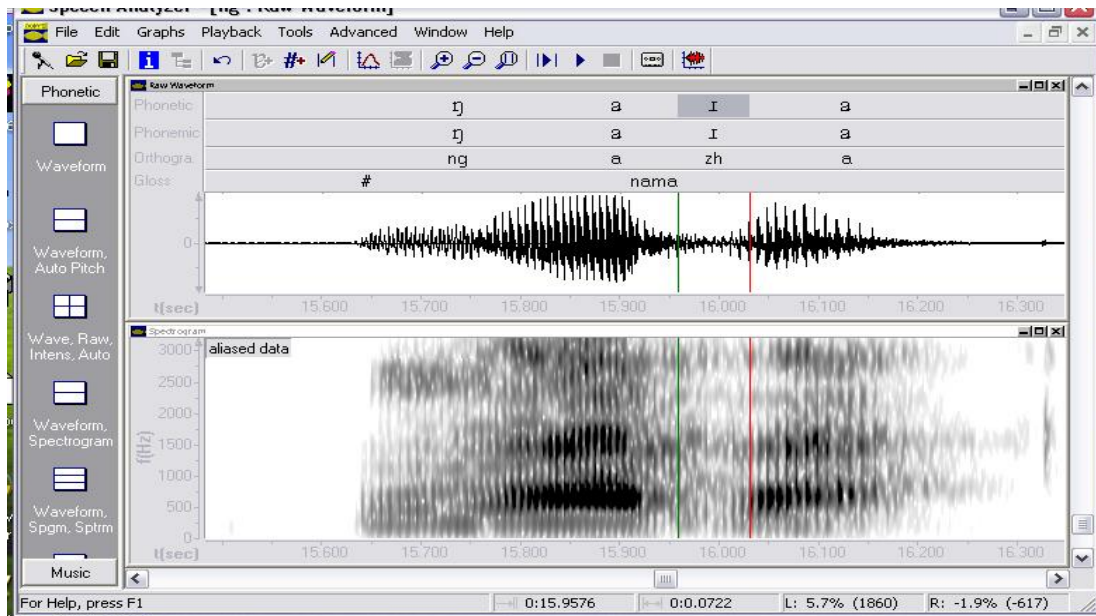 Speech Analyzer - [ng : Raw Waveform]
File Edit Graphs Playback Tools Advanced Window Help
Phonetic
Raw Waveform
Phonetic ŋ a ɪ a
Phonemic ŋ a ɪ a
Orthogra. ng a zh a
Gloss # nama
Waveform
0
Waveform,
Auto Pitch
t(sec) 15.600 15.700 15.800 15.900 16.000 16.100 16.200 16.300
Wave, Raw,
Intens, Auto
Spectrogram
aliased data
3000
2500
2000
1500
1000
500
0
f(Hz)
t(sec) 15.600 15.700 15.800 15.900 16.000 16.100 16.200 16.300
Waveform,
Spectrogram
Waveform,
Spgm, Sptrm
Music
For Help, press F1 0:15.9576 0:0.0722 L: 5.7% (1860) R: -1.9% (-617)